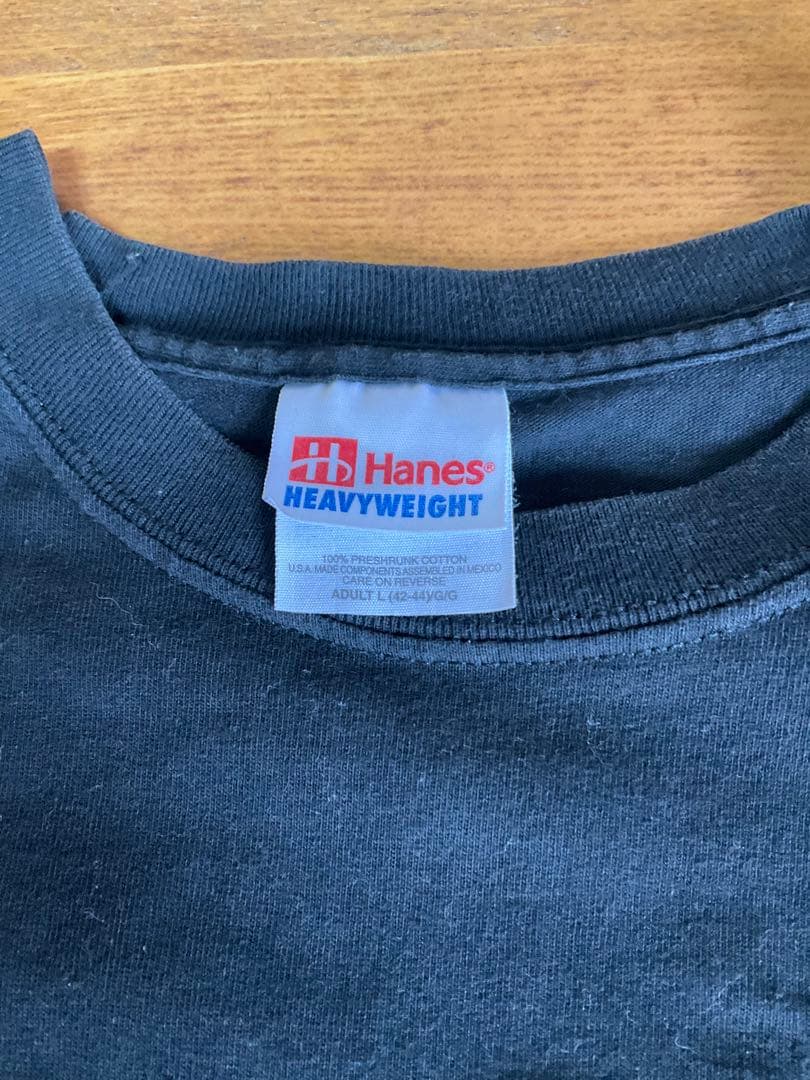 Hanes®
HEAVYWEIGHT
100% PRESHRUNK COTTON
U.S.A. MADE COMPONENTS ASSEMBLED IN MEXICO
CARE ON REVERSE
ADULT L (42-44)/G/G